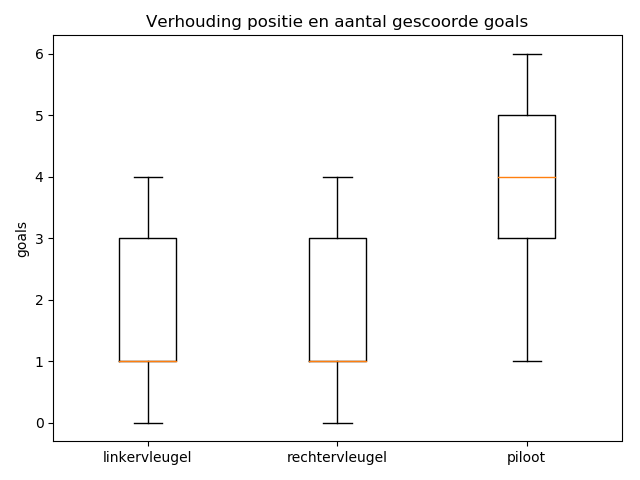 Verhouding positie en aantal gescoorde goals
6
5
4
3
2
1
0
goals
linkervleugel rechtervleugel piloot